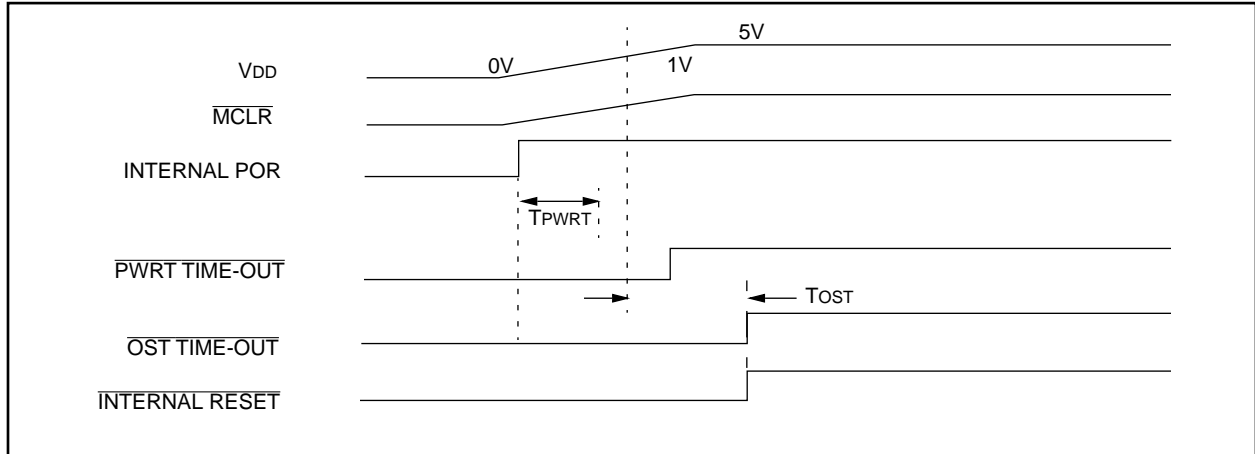 5V
0V
1V
VDD
MCLR
INTERNAL POR
TPWRT
PWRT TIME-OUT
TOST
OST TIME-OUT
INTERNAL RESET